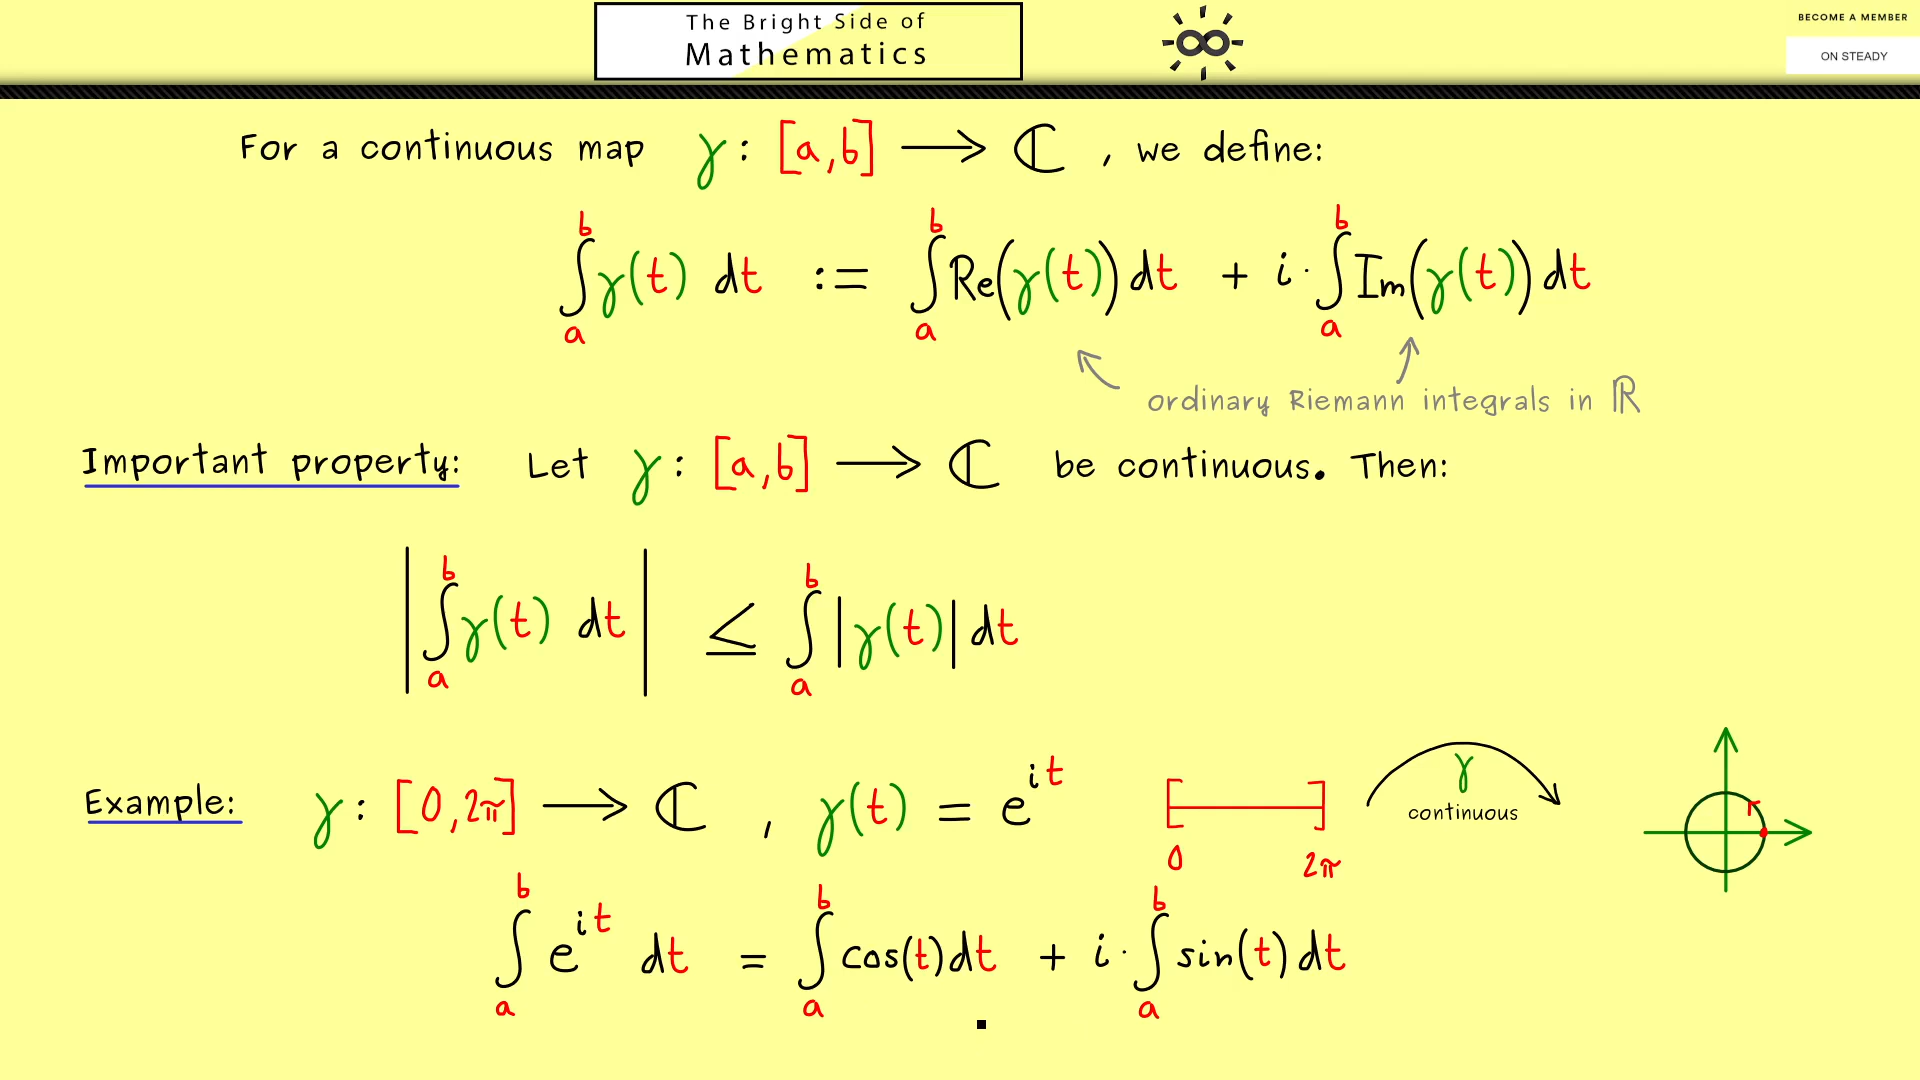 The Bright Side of
Mathematics
BECOME A MEMBER
ON STEADY
For a continuous map γ : [a,b] ⟶ ℂ , we define:
∫_a^b γ(t) dt := ∫_a^b Re(γ(t)) dt + i · ∫_a^b Im(γ(t)) dt
ordinary Riemann integrals in ℝ
Important property: Let γ : [a,b] ⟶ ℂ be continuous. Then:
|∫_a^b γ(t) dt| ≤ ∫_a^b |γ(t)| dt
Example: γ : [0,2π] ⟶ ℂ , γ(t) = e^{it}
0 2π
γ
continuous
∫_a^b e^{it} dt = ∫_a^b cos(t) dt + i · ∫_a^b sin(t) dt